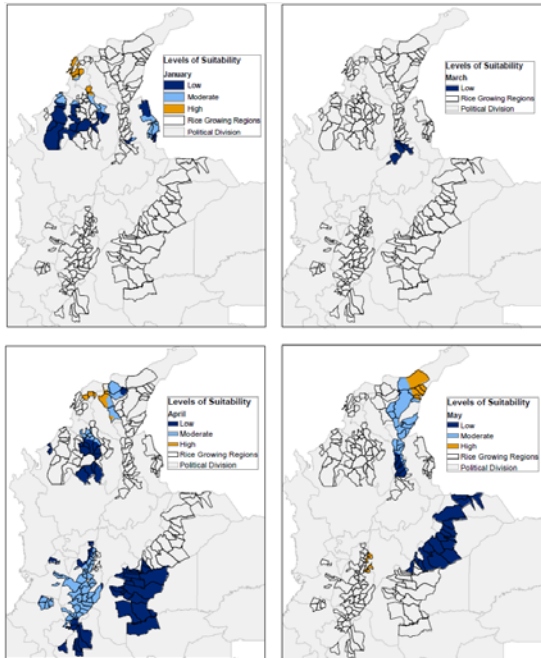 Levels of Suitability
January
Low
Moderate
High
Rice Growing Regions
Political Division
Levels of Suitability
March
Low
Rice Growing Regions
Political Division
Levels of Suitability
April
Low
Moderate
High
Rice Growing Regions
Political Division
Levels of Suitability
May
Low
Moderate
High
Rice Growing Regions
Political Division